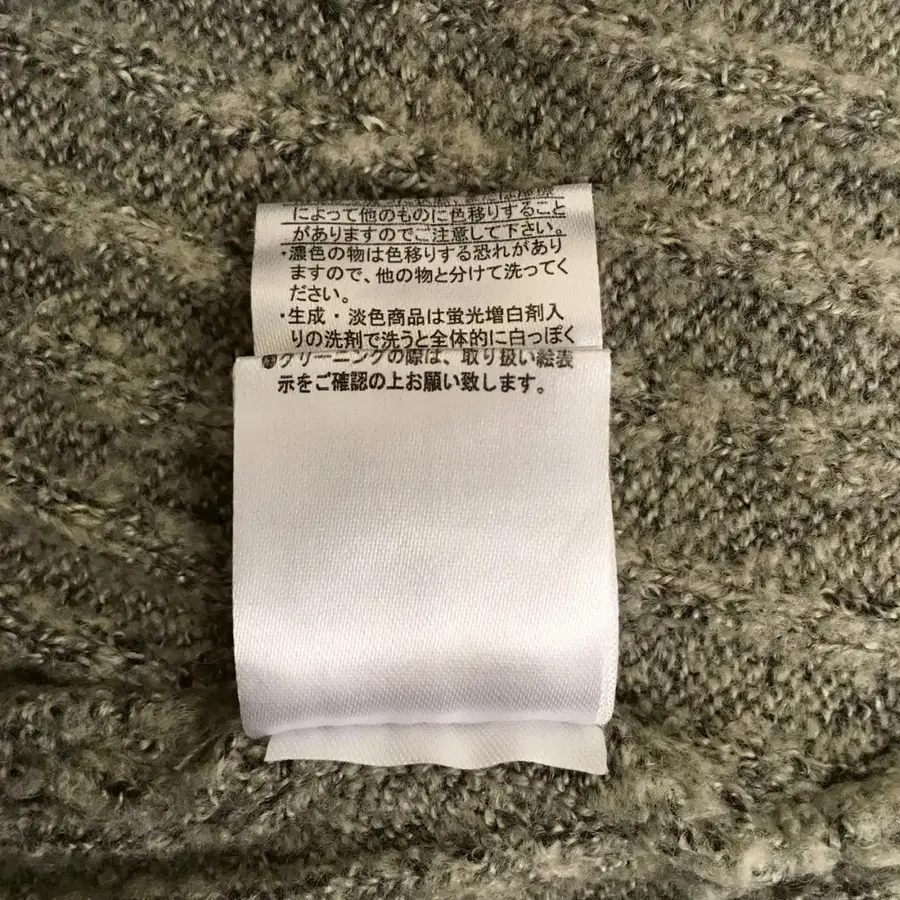 によって他のものに色移りすること
がありますのでご注意して下さい。
・濃色の物は色移りする恐れがあり
ますので、他の物と分けて洗ってく
ださい。
・生成・淡色商品は蛍光増白剤入
りの洗剤で洗うと全体的に白っぽく
●クリーニングの際は、取り扱い絵表
示をご確認の上お願い致します。